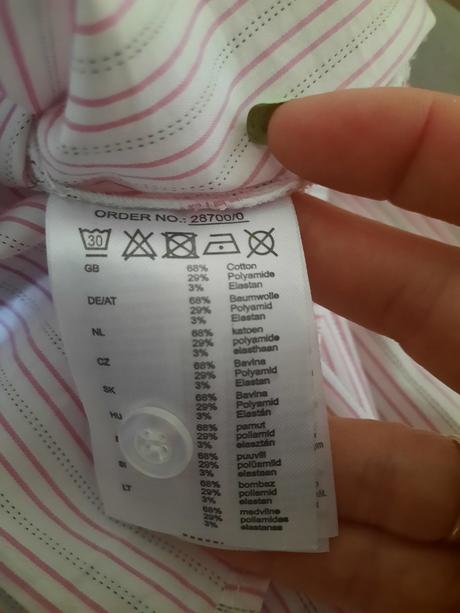 ORDER NO.: 28700/0
30
GB 68% Cotton
29% Polyamide
3% Elastan
DE/AT 68% Baumwolle
29% Polyamid
3% Elastan
NL 68% katoen
29% polyamide
3% elasthaan
CZ 68% Bavlna
29% Polyamid
3% Elastan
SK 68% Bavlna
29% Polyamid
3% Elastán
HU 68% pamut
29% poliamid
3% elasztán
68% puuvill
29% polüamiid
3% elastaan
SI 68% bombaž
29% poliamid
3% elastan
LT 68% medvilnė
29% poliamidas
3% elastanas